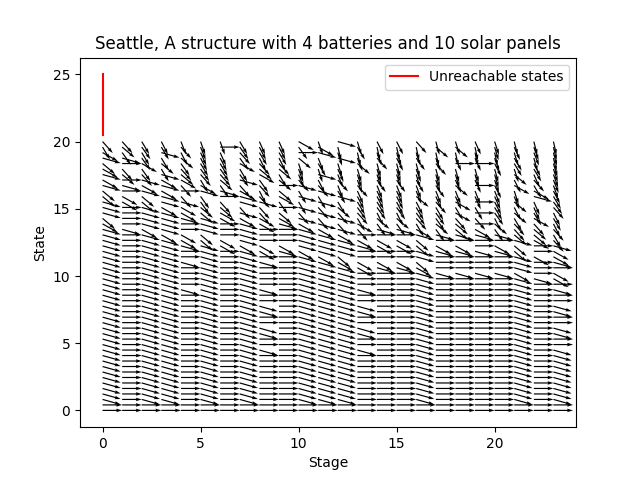 Seattle, A structure with 4 batteries and 10 solar panels
Unreachable states
25
20
15
10
5
0
State
0 5 10 15 20
Stage